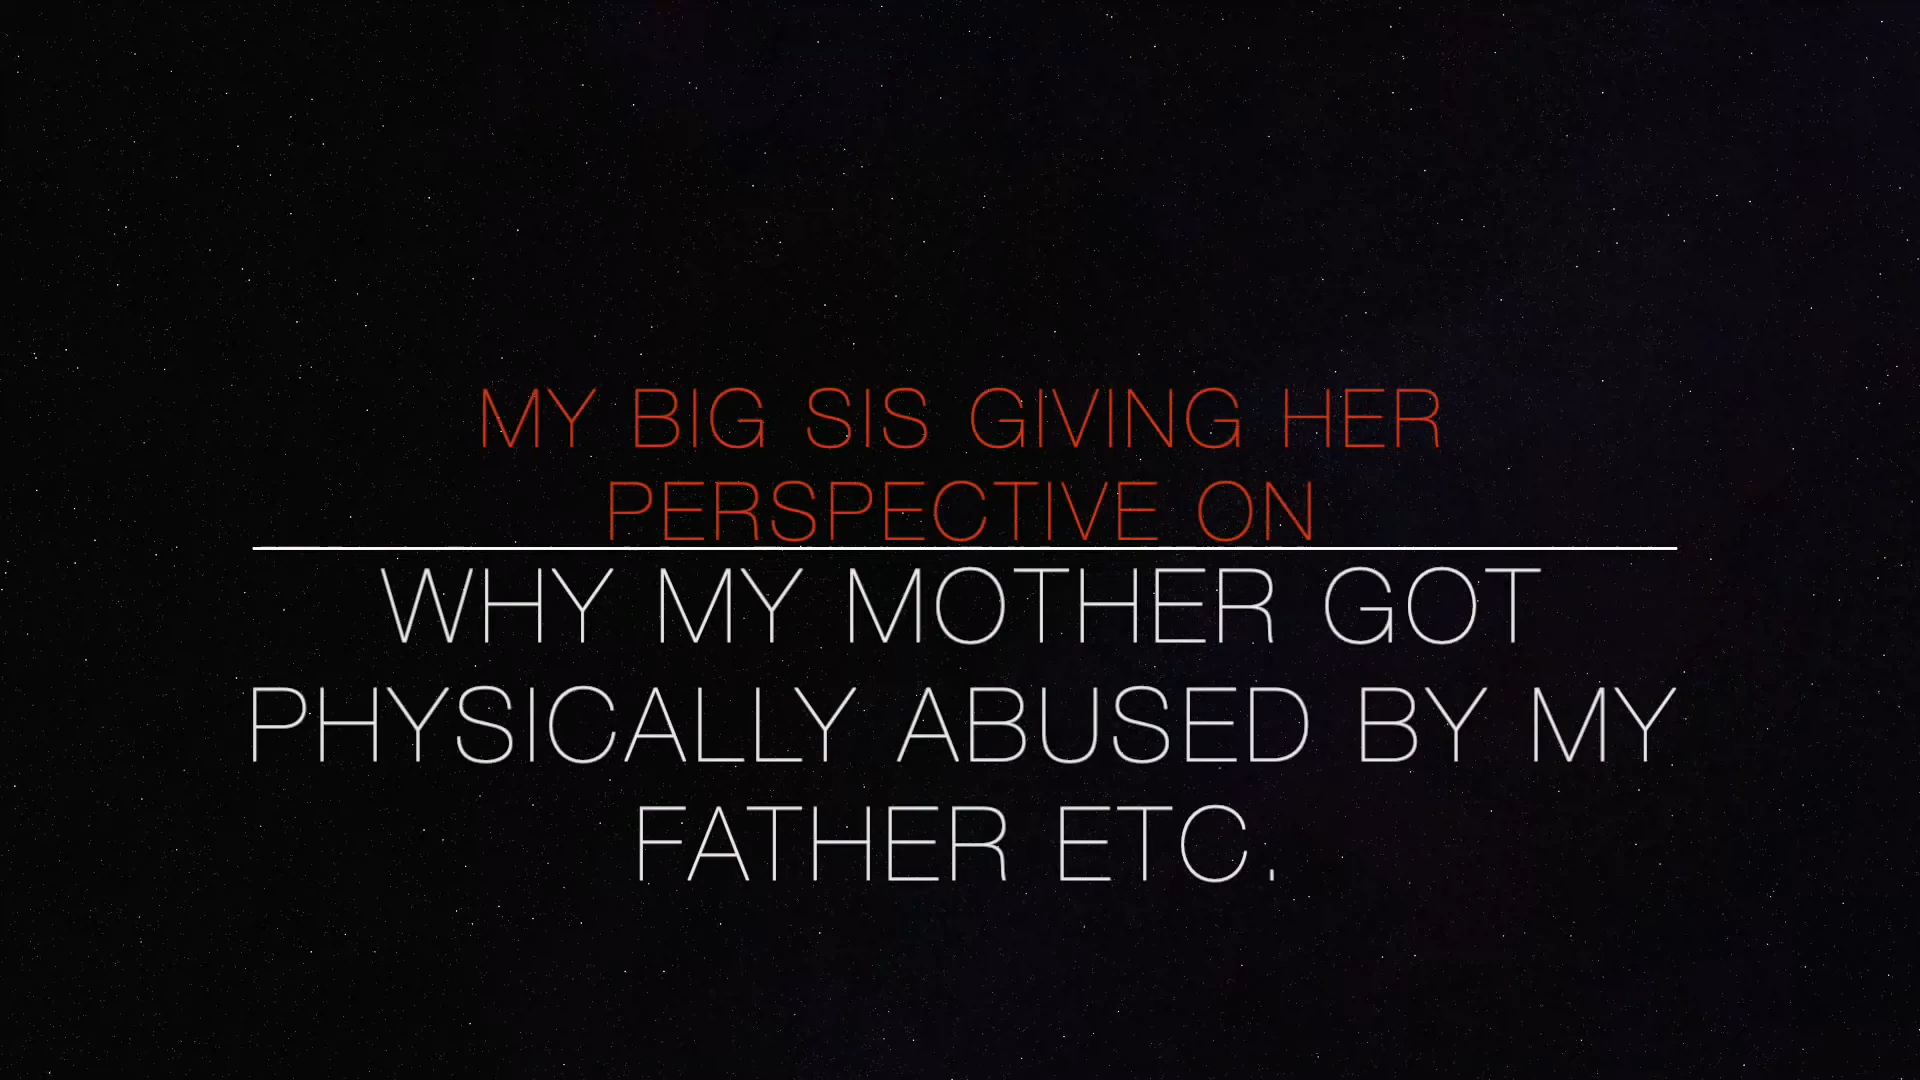 MY BIG SIS GIVING HER
PERSPECTIVE ON
WHY MY MOTHER GOT
PHYSICALLY ABUSED BY MY
FATHER ETC.